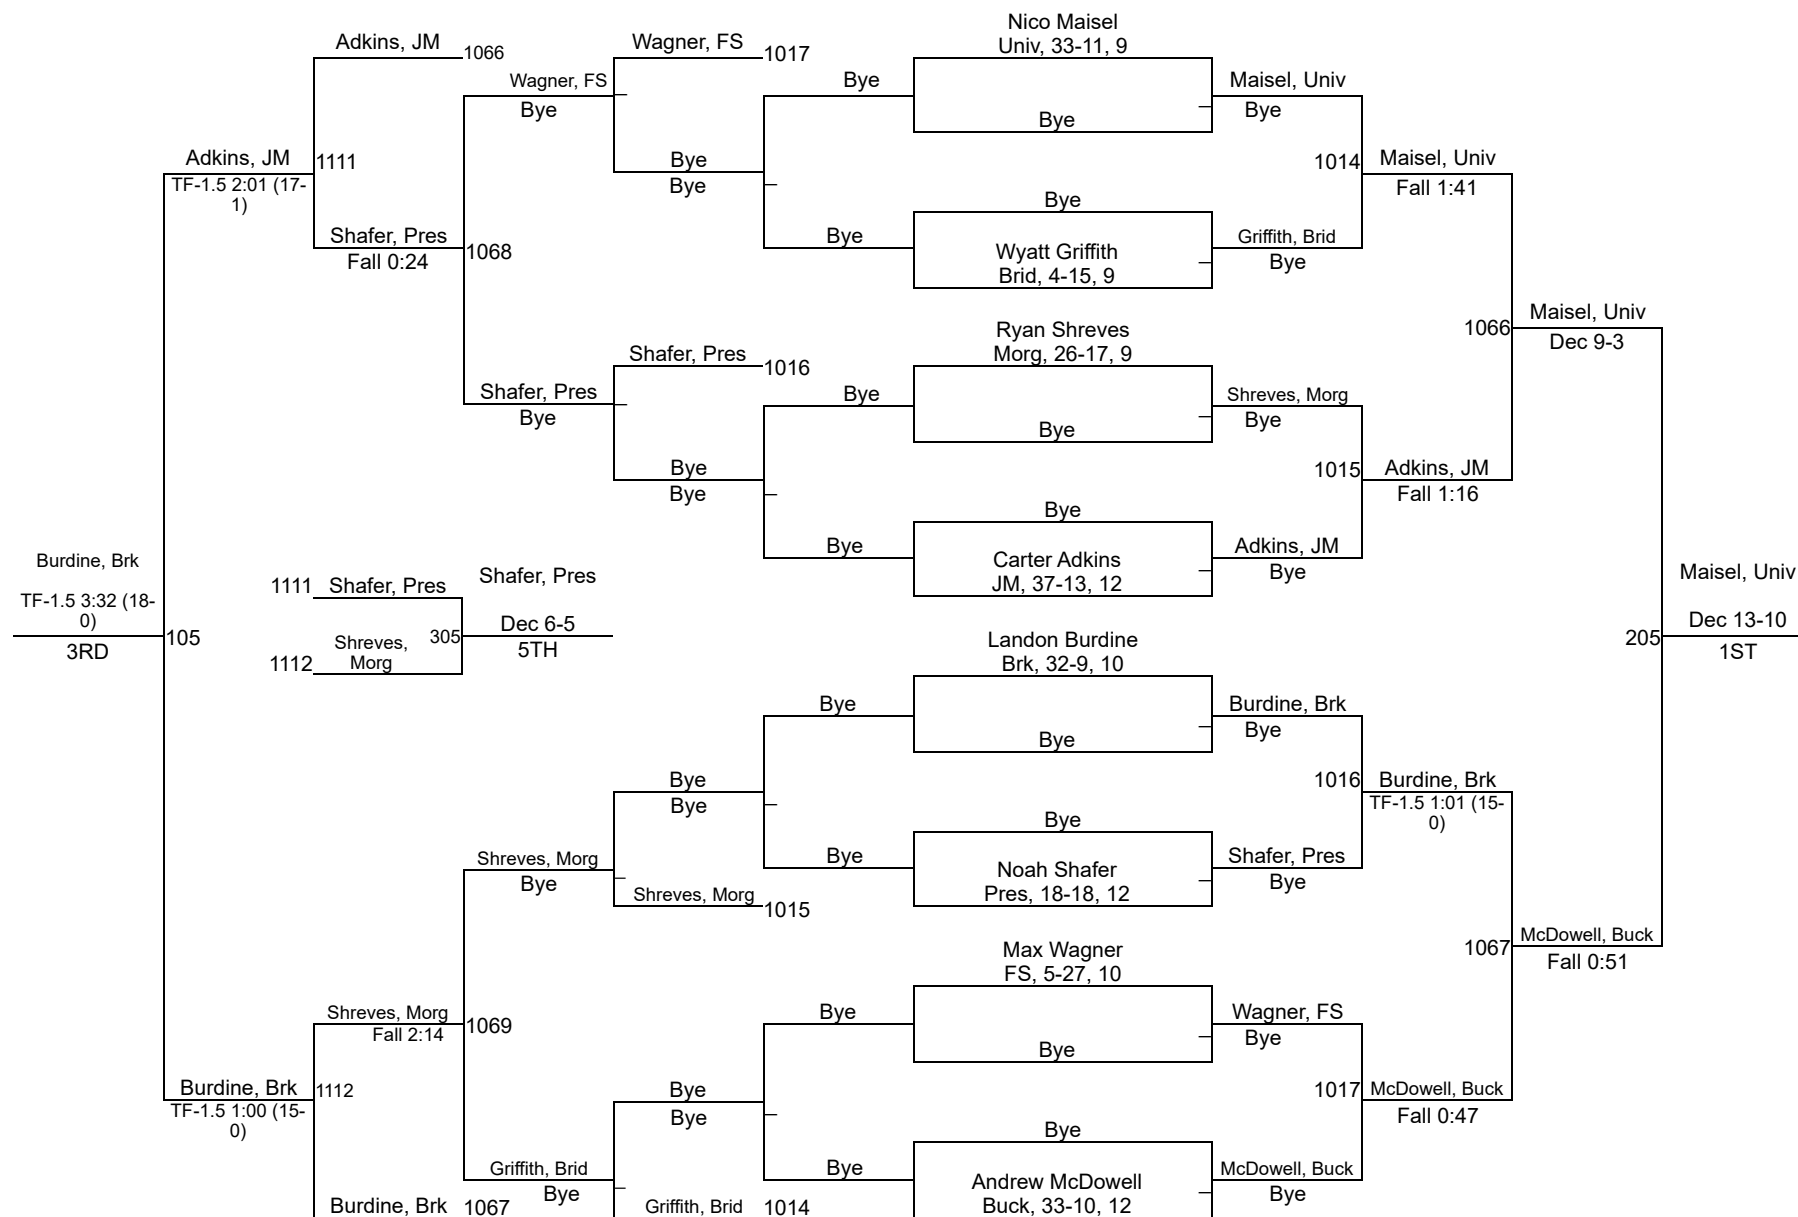 Nico Maisel
Adkins, JM
1066
Wagner, FS
1017
Univ, 33-11, 9
Wagner, FS
Bye
Bye
Maisel, Univ
Bye
Bye
Bye
Adkins, JM
1111
Bye
1014
Maisel, Univ
TF-1.5 2:01 (17-
1)
Bye
Fall 1:41
Bye
Shafer, Pres
1068
Bye
Griffith, Brid
Fall 0:24
Wyatt Griffith
Brid, 4-15, 9
Bye
1066
Maisel, Univ
Dec 9-3
Ryan Shreves
Shafer, Pres
1016
Morg, 26-17, 9
Shafer, Pres
Bye
Bye
Shreves, Morg
Bye
Bye
Bye
Bye
1015
Adkins, JM
Fall 1:16
Bye
Bye
Adkins, JM
Carter Adkins
JM, 37-13, 12
Bye
Burdine, Brk
TF-1.5 3:32 (18-
0)
3RD
105
1111
Shafer, Pres
Shafer, Pres
Shreves,
Morg
1112
305
Dec 6-5
5TH
Maisel, Univ
205
Dec 13-10
1ST
Landon Burdine
Brk, 32-9, 10
Bye
Burdine, Brk
Bye
Bye
Bye
Bye
1016
Burdine, Brk
TF-1.5 1:01 (15-
0)
Bye
Shreves, Morg
Bye
Bye
Shafer, Pres
Noah Shafer
Pres, 18-18, 12
Bye
Shreves, Morg
1015
1067
McDowell, Buck
Fall 0:51
Max Wagner
FS, 5-27, 10
Shreves, Morg
1069
Fall 2:14
Bye
Wagner, FS
Bye
Bye
Burdine, Brk
1112
TF-1.5 1:00 (15-
0)
Bye
Bye
1017
McDowell, Buck
Fall 0:47
Bye
Griffith, Brid
Bye
Bye
McDowell, Buck
Andrew McDowell
Buck, 33-10, 12
Bye
Burdine, Brk
1067
Griffith, Brid
1014